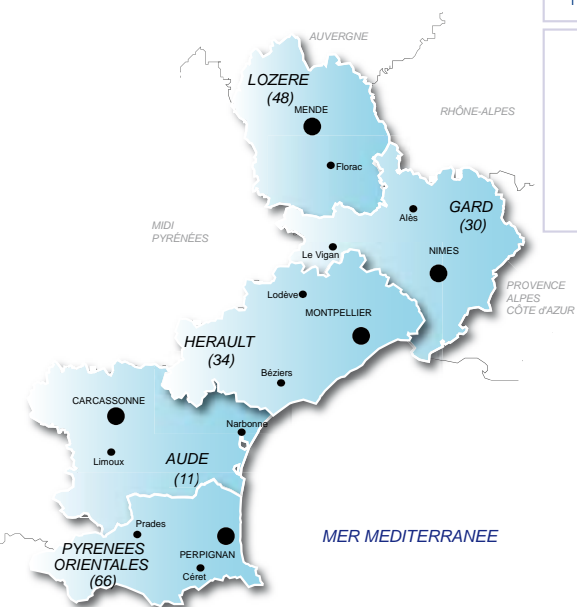 AUVERGNE
LOZERE
(48)
MENDE
Florac
RHÔNE-ALPES
MIDI
PYRÉNÉES
Alès
GARD
(30)
Le Vigan
NIMES
PROVENCE
ALPES
CÔTE d'AZUR
Lodève
MONTPELLIER
HERAULT
(34)
Béziers
CARCASSONNE
Narbonne
Limoux
AUDE
(11)
Prades
PYRENEES
ORIENTALES
(66)
PERPIGNAN
Céret
MER MEDITERRANEE